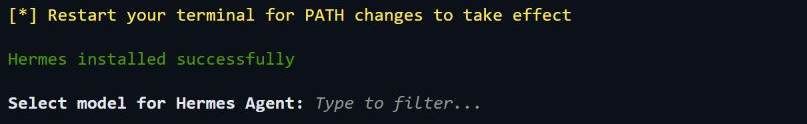 [*] Restart your terminal for PATH changes to take effect
Hermes installed successfully
Select model for Hermes Agent: Type to filter...